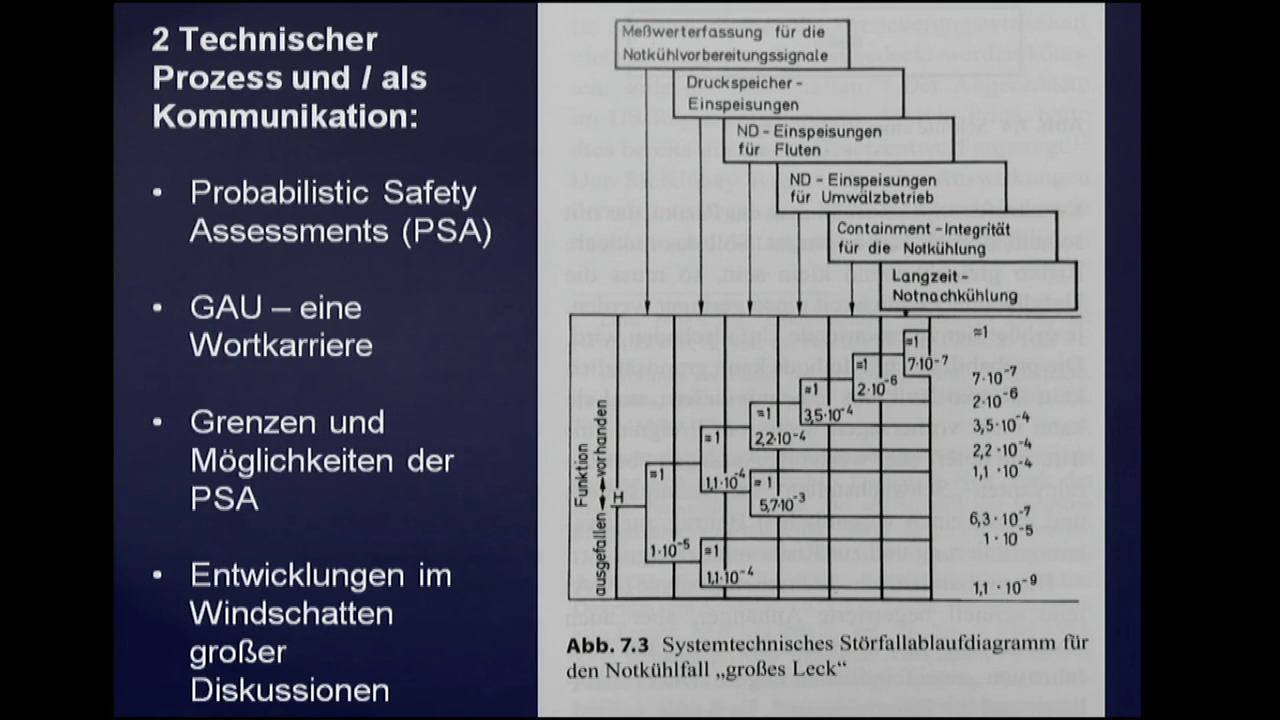 2 Technischer
Prozess und / als
Kommunikation:
• Probabilistic Safety
Assessments (PSA)
• GAU – eine
Wortkarriere
• Grenzen und
Möglichkeiten der
PSA
• Entwicklungen im
Windschatten
großer
Diskussionen
Meßwerterfassung für die
Notkühlvorbereitungssignale
Druckspeicher-
Einspeisungen
ND-Einspeisungen
für Fluten
ND-Einspeisungen
für Umwälzbetrieb
Containment-Integrität
für die Notkühlung
Langzeit-
Notnachkühlung
Funktion
ausgefallen ↔ vorhanden
H
≈1
1·10⁻⁵
≈1
1,1·10⁻⁴
≈1
1,1·10⁻⁴
≈1
2,2·10⁻⁴
≈1
5,7·10⁻³
≈1
3,5·10⁻⁴
≈1
2·10⁻⁶
≈1
7·10⁻⁷
≈1
7·10⁻⁷
2·10⁻⁶
3,5·10⁻⁴
2,2·10⁻⁴
1,1·10⁻⁴
6,3·10⁻⁷
1·10⁻⁵
1,1·10⁻⁹
Abb. 7.3 Systemtechnisches Störfallablaufdiagramm für
den Notkühlfall „großes Leck“